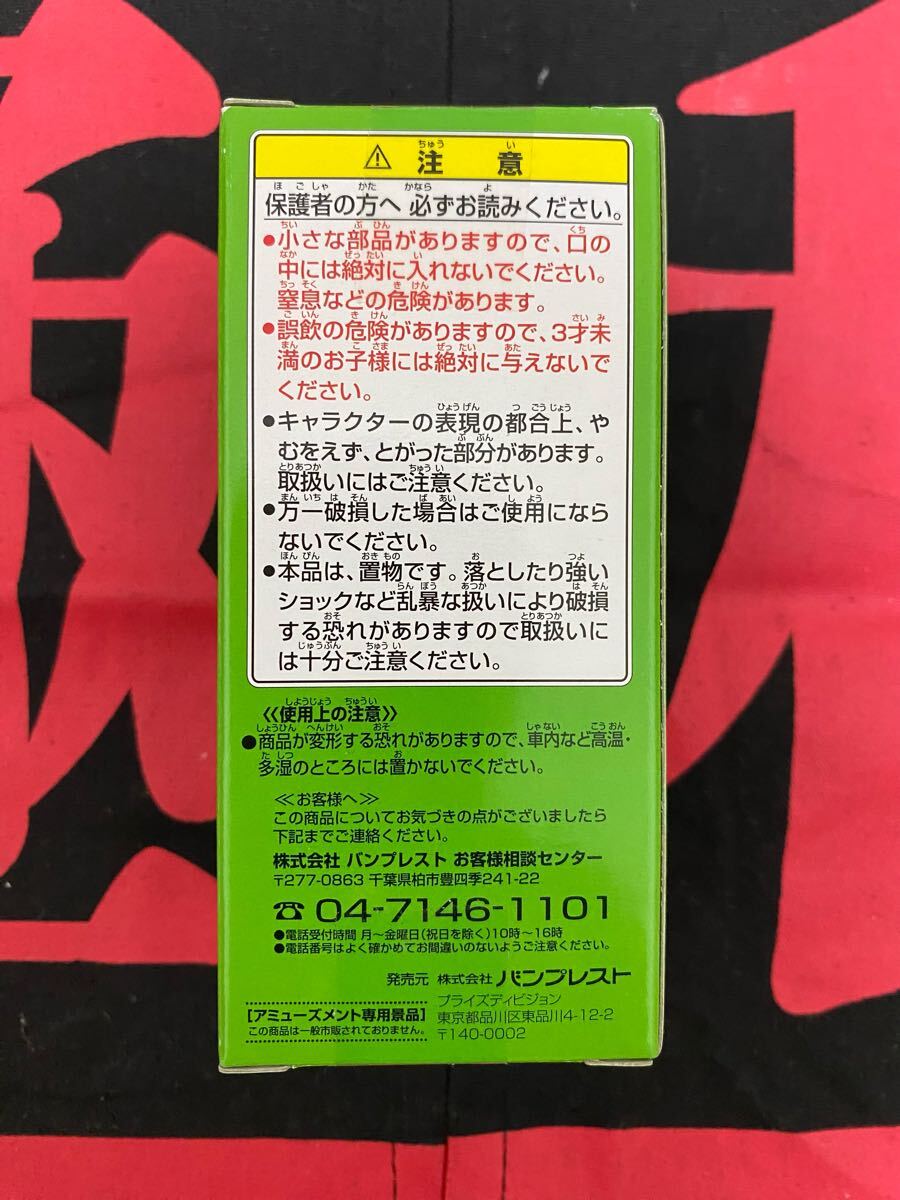 ⚠ 注意
保護者の方へ 必ずお読みください。
●小さな部品がありますので、口の
中には絶対に入れないでください。
窒息などの危険があります。
●誤飲の危険がありますので、3才未
満のお子様には絶対に与えないで
ください。
●キャラクターの表現の都合上、や
むをえず、とがった部分があります。
取扱いにはご注意ください。
●万一破損した場合はご使用になら
ないでください。
●本品は、置物です。落としたり強い
ショックなど乱暴な扱いにより破損
する恐れがありますので取扱いに
は十分ご注意ください。
《使用上の注意》
●商品が変形する恐れがありますので、車内など高温・
多湿のところには置かないでください。
≪お客様へ≫
この商品についてお気づきの点がございましたら
下記までご連絡ください。
株式会社 バンプレスト お客様相談センター
〒277-0863 千葉県柏市豊四季241-22
☎ 04-7146-1101
●電話受付時間 月〜金曜日(祝日を除く)10時〜16時
●電話番号はよく確かめてお間違いのないようご注意ください。
発売元 株式会社 バンプレスト
プライズディビジョン
東京都品川区東品川4-12-2
〒140-0002
[アミューズメント専用景品]
この商品は一般市販されておりません。